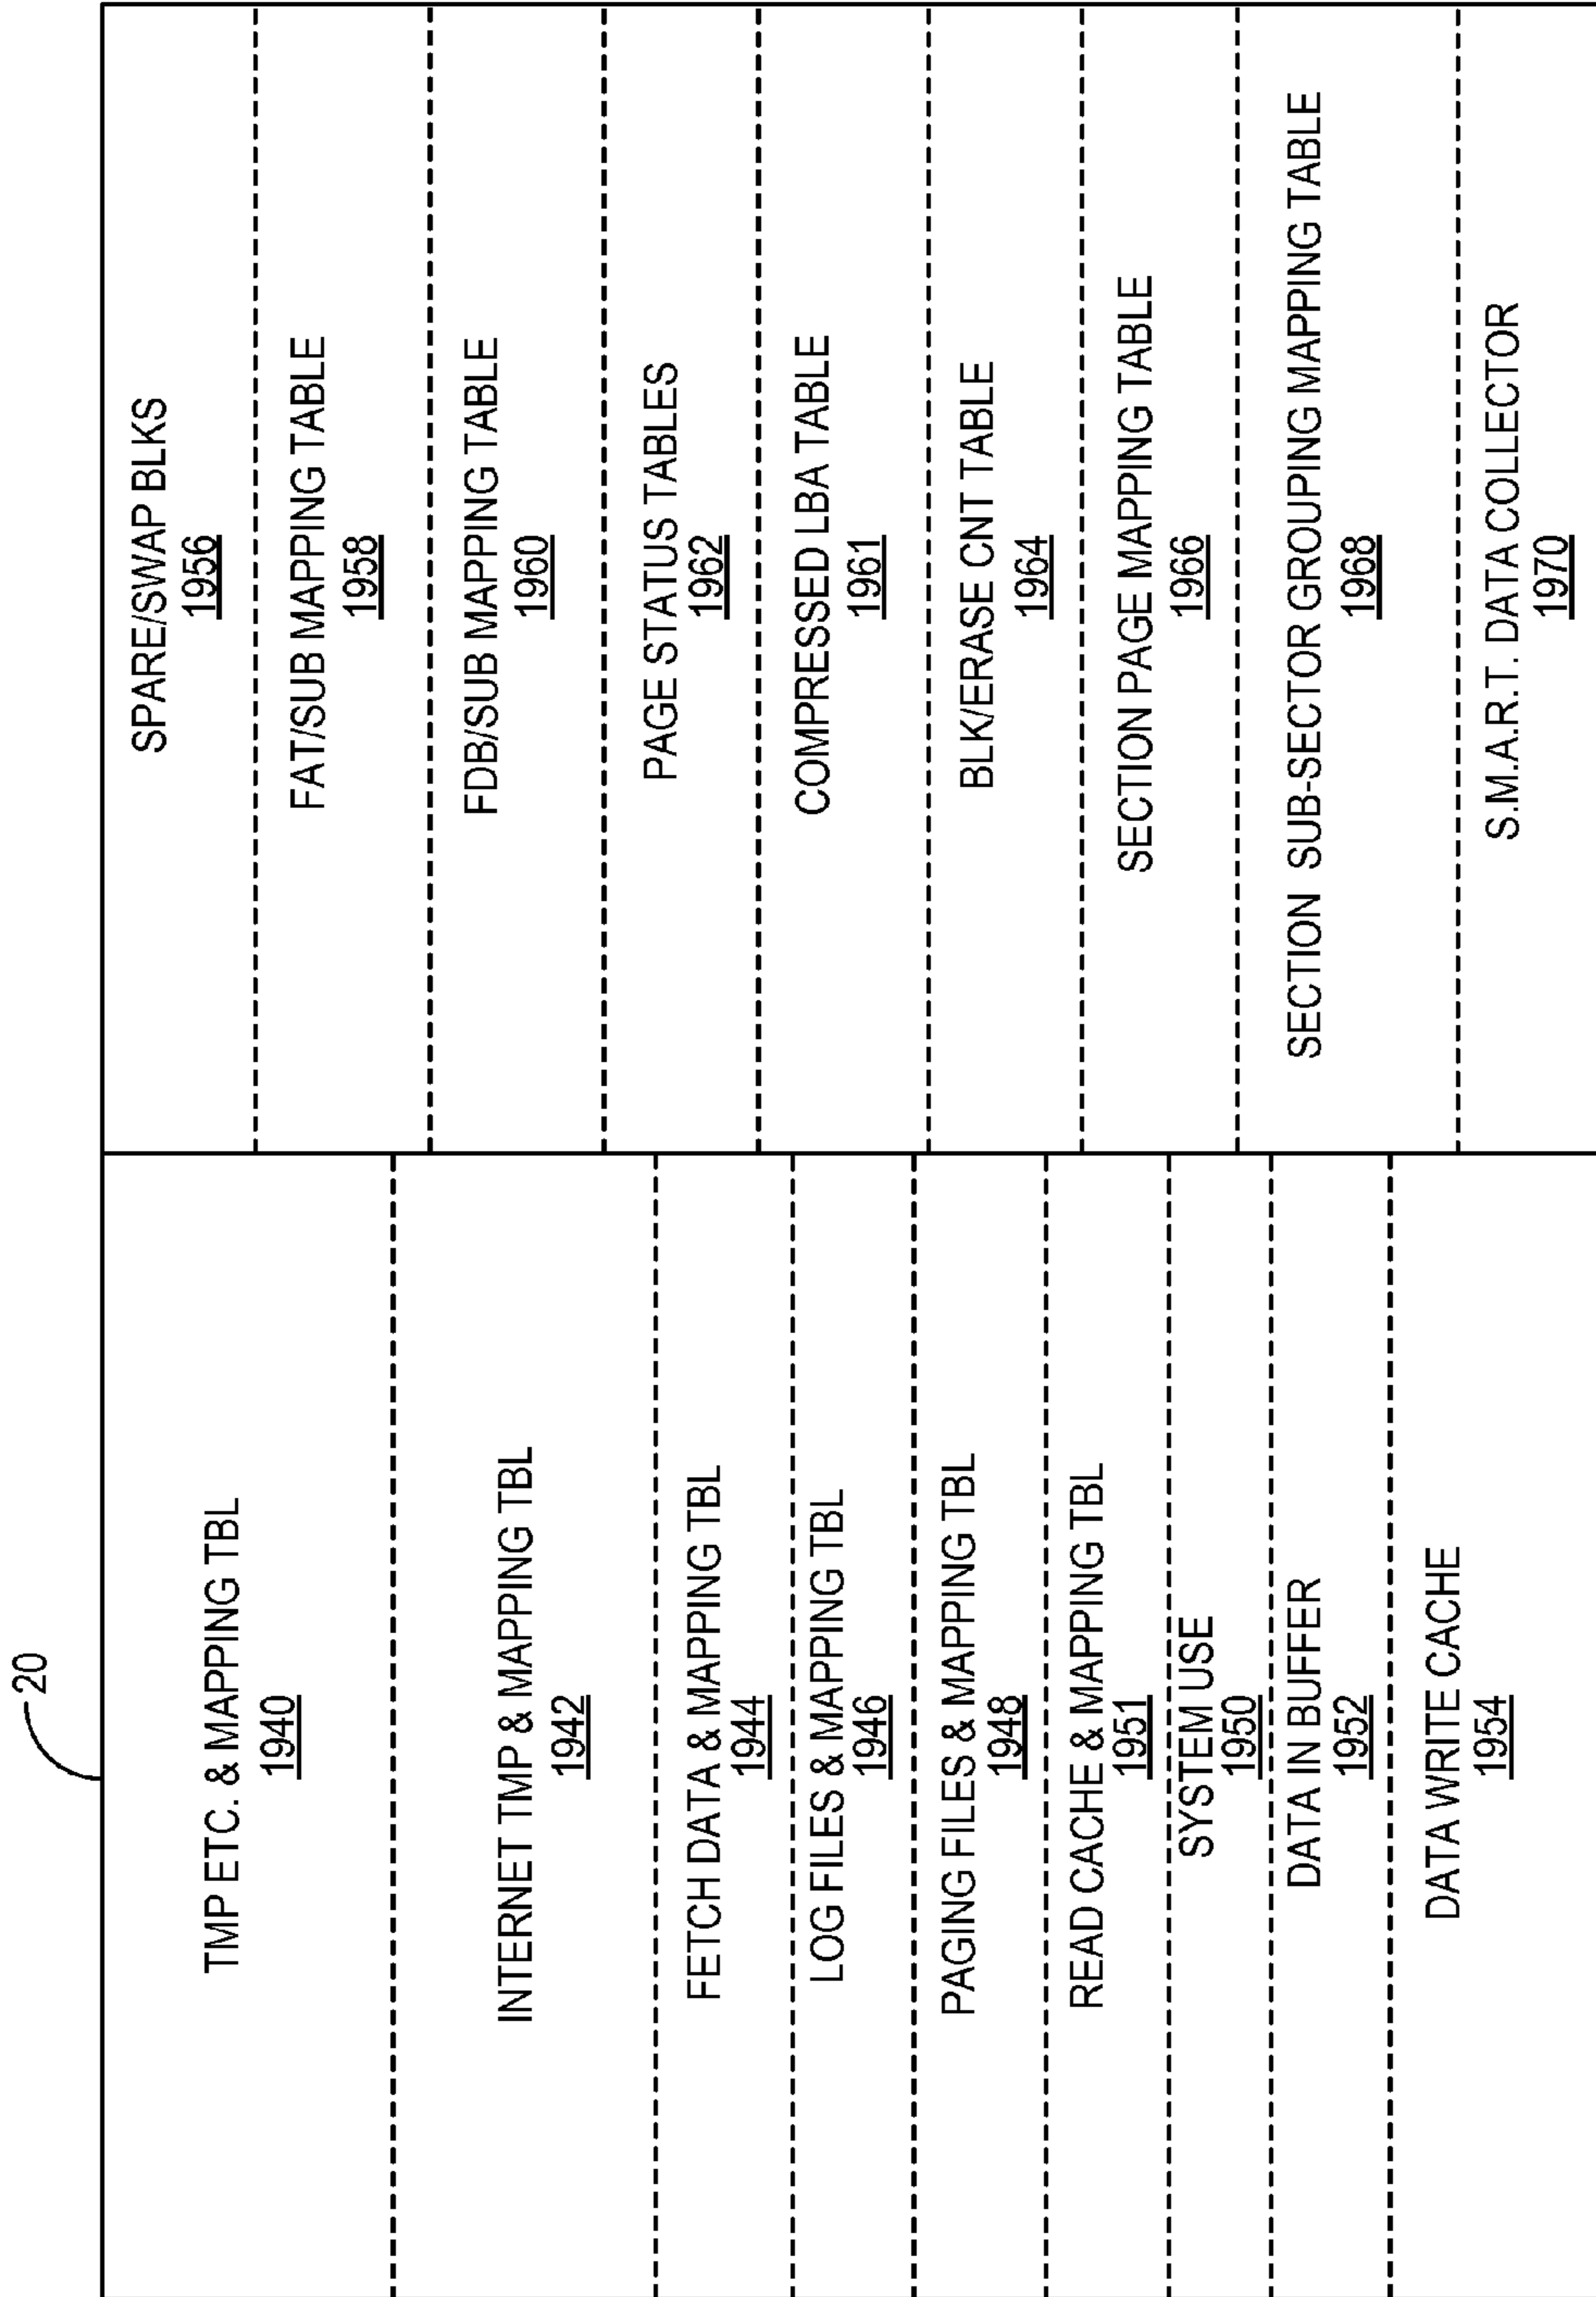 20
TMP ETC. & MAPPING TBL
1940
INTERNET TMP & MAPPING TBL
1942
FETCH DATA & MAPPING TBL
1944
LOG FILES & MAPPING TBL
1946
PAGING FILES & MAPPING TBL
1948
READ CACHE & MAPPING TBL
1951
SYSTEM USE
1950
DATA IN BUFFER
1952
DATA WRITE CACHE
1954
SPARE/SWAP BLKS
1956
FAT/SUB MAPPING TABLE
1958
FDB/SUB MAPPING TABLE
1960
PAGE STATUS TABLES
1962
COMPRESSED LBA TABLE
1961
BLK/ERASE CNT TABLE
1964
SECTION PAGE MAPPING TABLE
1966
SECTION SUB-SECTOR GROUPING MAPPING TABLE
1968
S.M.A.R.T. DATA COLLECTOR
1970